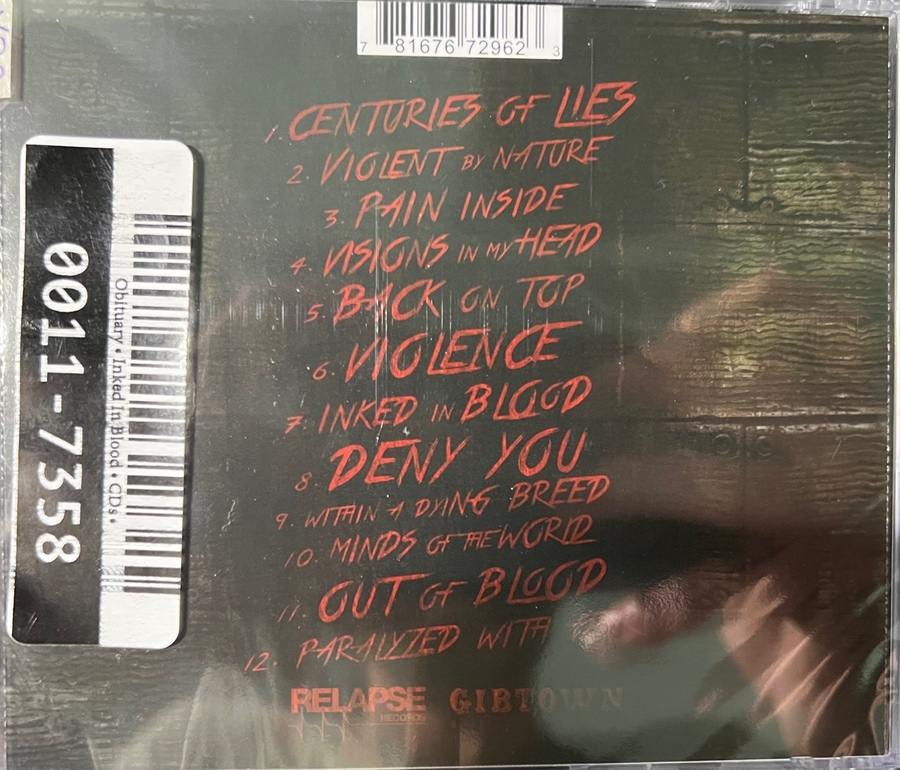 7 81676 72962 3
1. CENTURIES OF LIES
2. VIOLENT BY NATURE
3. PAIN INSIDE
4. VISIONS IN MY HEAD
5. BACK ON TOP
6. VIOLENCE
7. INKED IN BLOOD
8. DENY YOU
9. WITHIN A DYING BREED
10. MINDS OF THE WORLD
11. OUT OF BLOOD
12. PARALYZED WITH
RELAPSE GIBTOWN
RECORDS
Obituary • Inked In Blood • CDs •
0011-7358